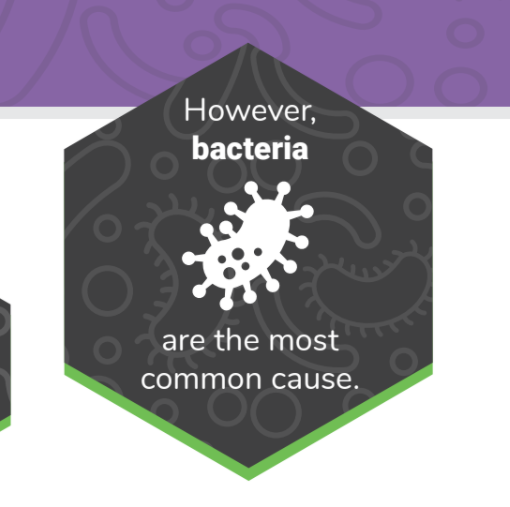 However,
bacteria
are the most
common cause.